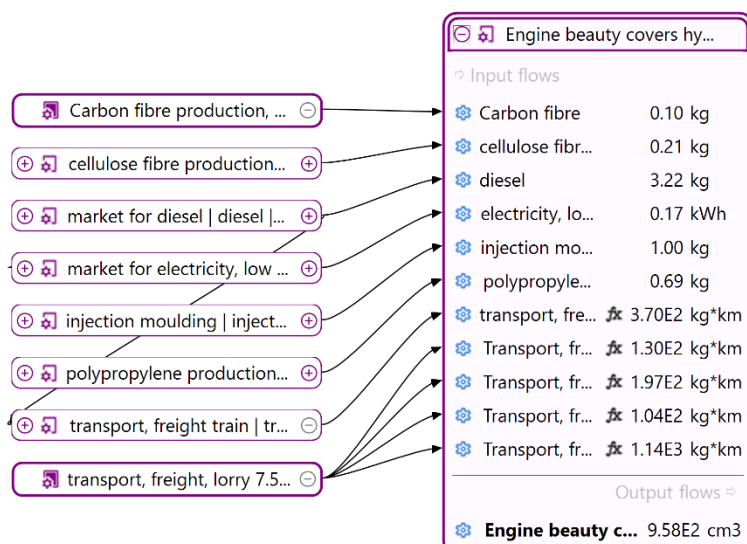 Engine beauty covers hy...
Input flows
Carbon fibre production, ...
Carbon fibre 0.10 kg
cellulose fibre production...
cellulose fibr... 0.21 kg
market for diesel | diesel |...
diesel 3.22 kg
market for electricity, low ...
electricity, lo... 0.17 kWh
injection moulding | inject...
injection mo... 1.00 kg
polypropylene production...
polypropyle... 0.69 kg
transport, freight train | tr...
transport, fre... fx 3.70E2 kg*km
transport, freight, lorry 7.5...
Transport, fr... fx 1.30E2 kg*km
Transport, fr... fx 1.97E2 kg*km
Transport, fr... fx 1.04E2 kg*km
Transport, fr... fx 1.14E3 kg*km
Output flows
Engine beauty c... 9.58E2 cm3